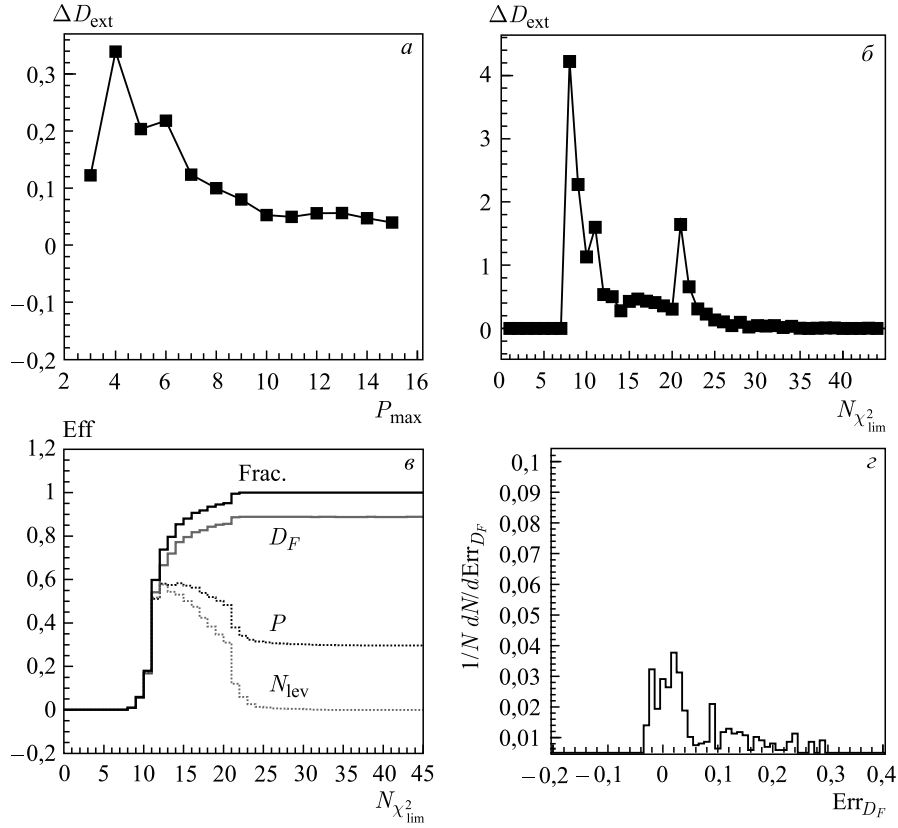 ΔD_ext
а
0,3
0,2
0,1
0
−0,1
−0,2
2 4 6 8 10 12 14 16
P_max
ΔD_ext
б
4
3
2
1
0
0 5 10 15 20 25 30 35 40
N_χ²lim
Eff
в
1,2
1
0,8
0,6
0,4
0,2
0
−0,2
Frac.
D_F
P
N_lev
0 5 10 15 20 25 30 35 40 45
N_χ²lim
1/N dN/dErr_D_F
г
0,1
0,09
0,08
0,07
0,06
0,05
0,04
0,03
0,02
0,01
−0,2 −0,1 0 0,1 0,2 0,3 0,4
Err_D_F